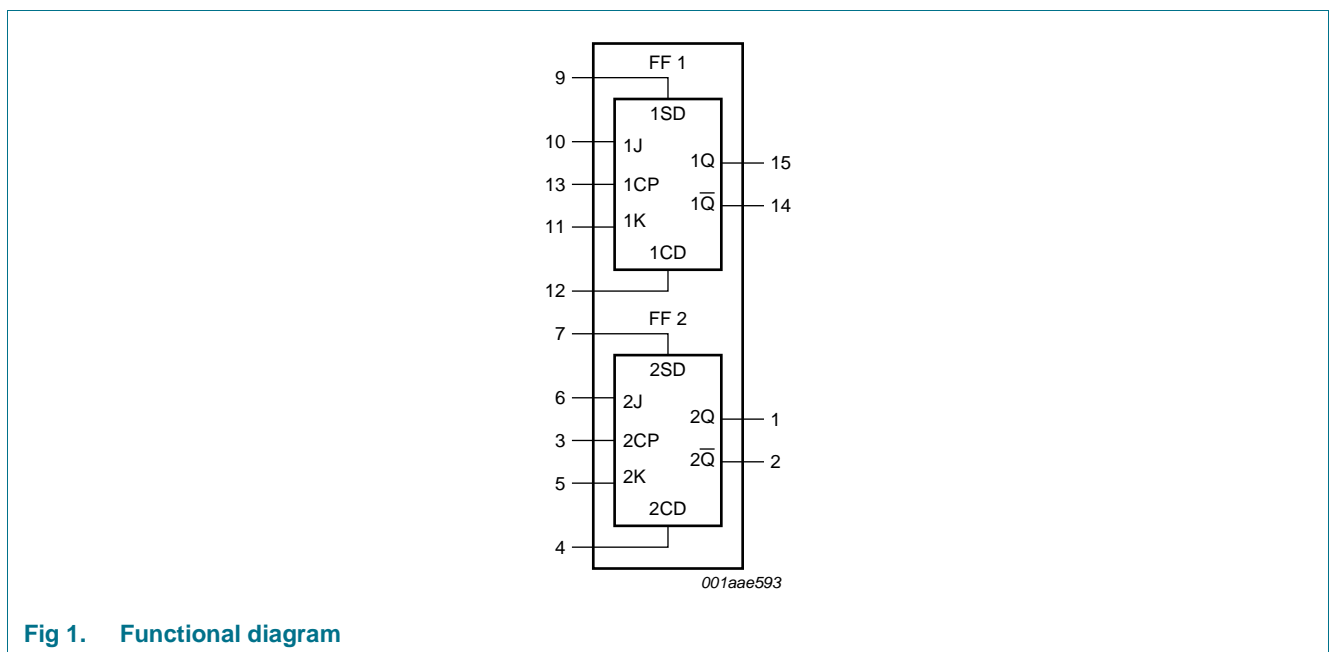 FF 1
9
1SD
10
1J
1Q
15
13
1CP
1Q̅
14
11
1K
1CD
12
FF 2
7
2SD
6
2J
2Q
1
3
2CP
2Q̅
2
5
2K
2CD
4
001aae593
Fig 1. Functional diagram